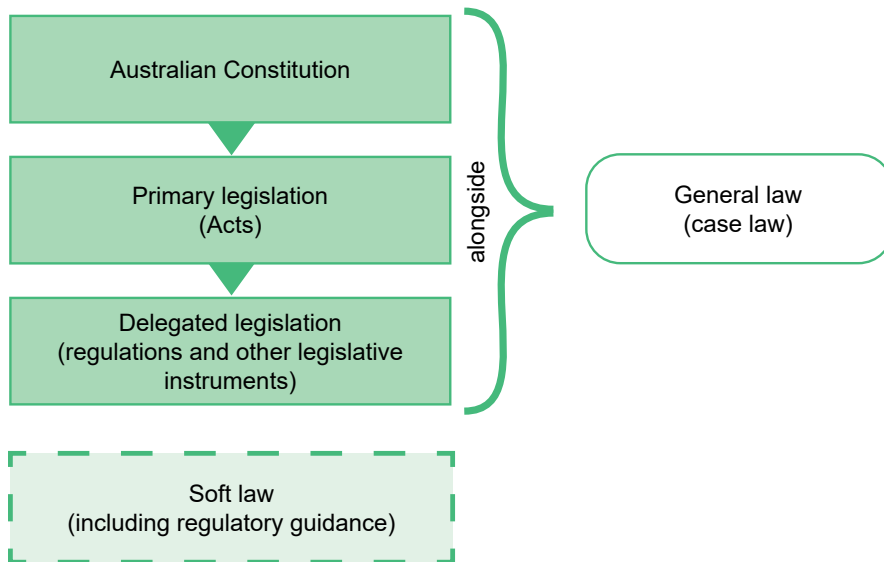 Australian Constitution
Primary legislation
(Acts)
Delegated legislation
(regulations and other legislative
instruments)
alongside
General law
(case law)
Soft law
(including regulatory guidance)